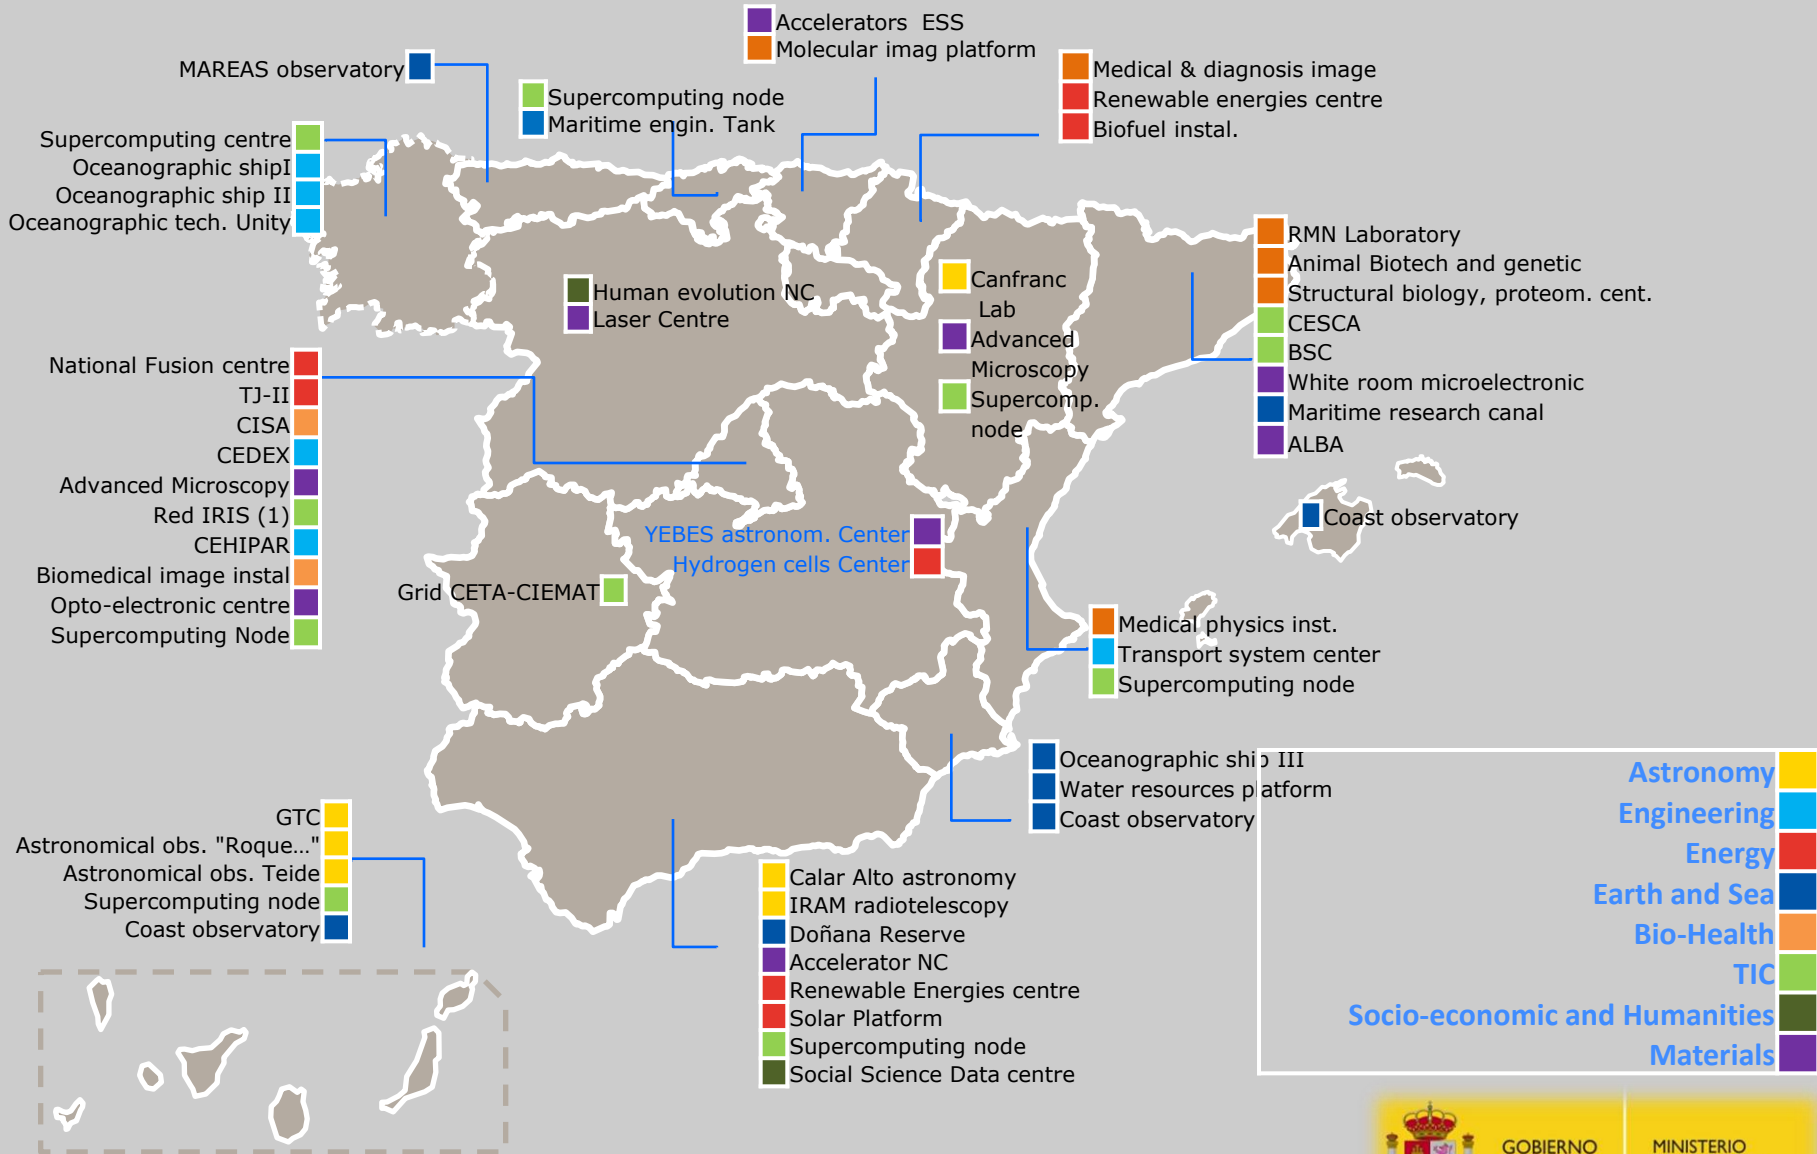 Accelerators  ESS
Molecular imag platform
MAREAS observatory
Medical & diagnosis image
Renewable energies centre
Biofuel instal.
Supercomputing node
Maritime engin. Tank
Supercomputing centre
Oceanographic shipI
Oceanographic ship II
Oceanographic tech. Unity
RMN Laboratory
Animal Biotech and genetic
Structural biology, proteom. cent.
CESCA
BSC
White room microelectronic
Maritime research canal
ALBA
Human evolution NC
Laser Centre
Canfranc
Lab
Advanced
Microscopy
Supercomp.
node
National Fusion centre
TJ-II
CISA
CEDEX
Advanced Microscopy
Red IRIS (1)
CEHIPAR
Biomedical image instal
Opto-electronic centre
Supercomputing Node
Coast observatory
YEBES astronom. Center
Hydrogen cells Center
Grid CETA-CIEMAT
Medical physics inst.
Transport system center
Supercomputing node
Oceanographic ship III
Water resources platform
Coast observatory
GTC
Astronomical obs. "Roque..."
Astronomical obs. Teide
Supercomputing node
Coast observatory
Calar Alto astronomy
IRAM radiotelescopy
Doñana Reserve
Accelerator NC
Renewable Energies centre
Solar Platform
Supercomputing node
Social Science Data centre
Astronomy
Engineering
Energy
Earth and Sea
Bio-Health
TIC
Socio-economic and Humanities
Materials
GOBIERNO
MINISTERIO